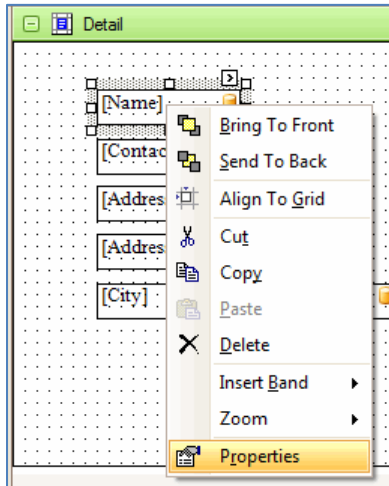 Detail
[Name]
[Contac
[Addres
[Addres
[City]
Bring To Front
Send To Back
Align To Grid
Cut
Copy
Paste
Delete
Insert Band
Zoom
Properties